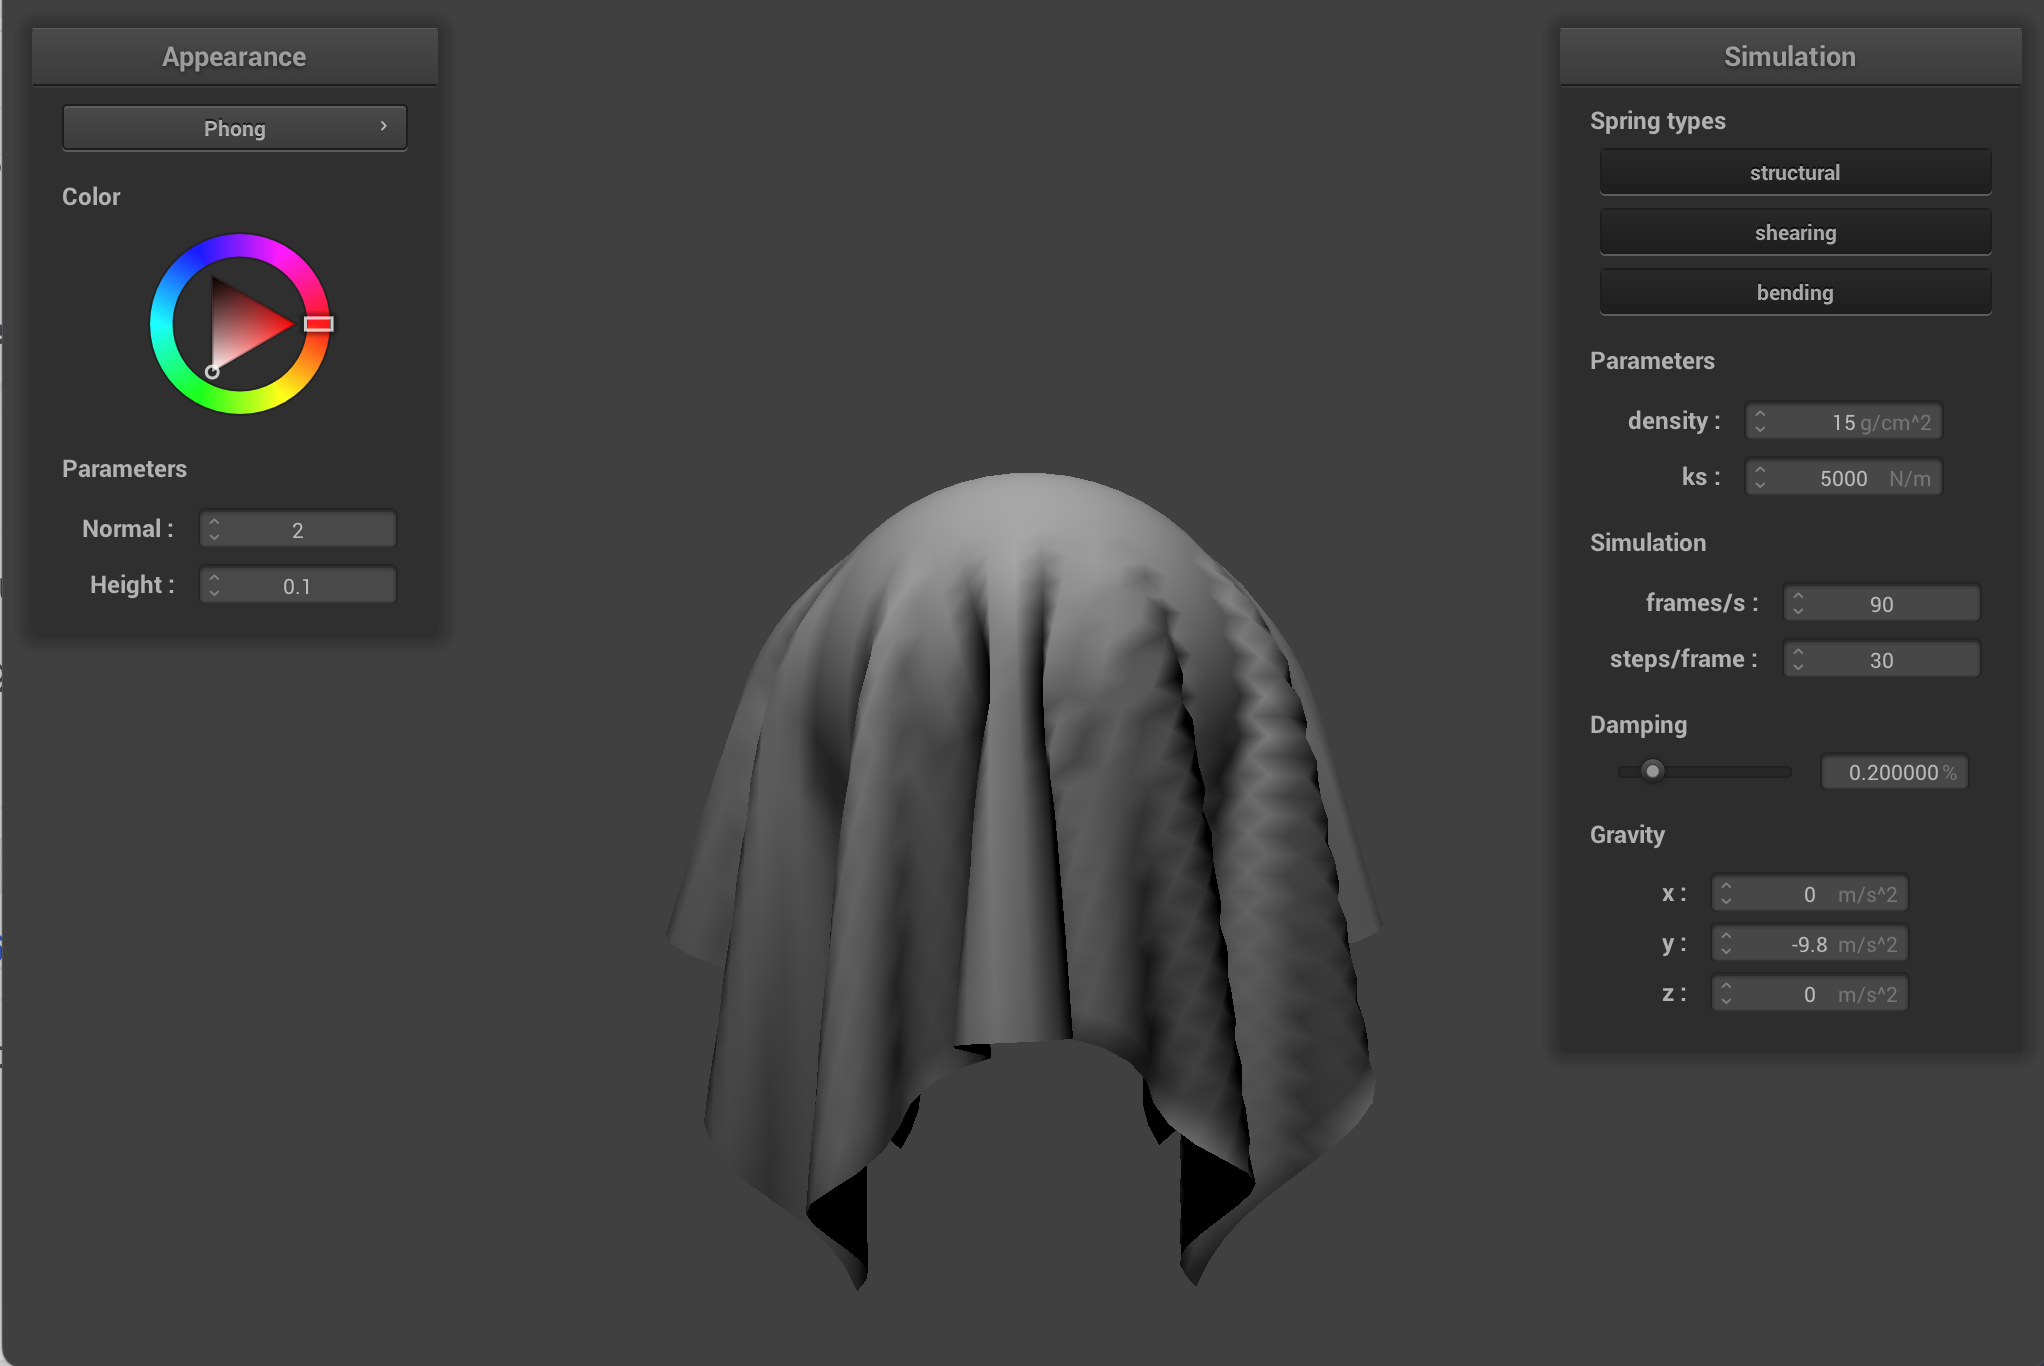 Appearance
Phong
Color
Parameters
Normal : 2
Height : 0.1
Simulation
Spring types
structural
shearing
bending
Parameters
density : 15 g/cm^2
ks : 5000 N/m
Simulation
frames/s : 90
steps/frame : 30
Damping
0.200000 %
Gravity
x : 0 m/s^2
y : -9.8 m/s^2
z : 0 m/s^2